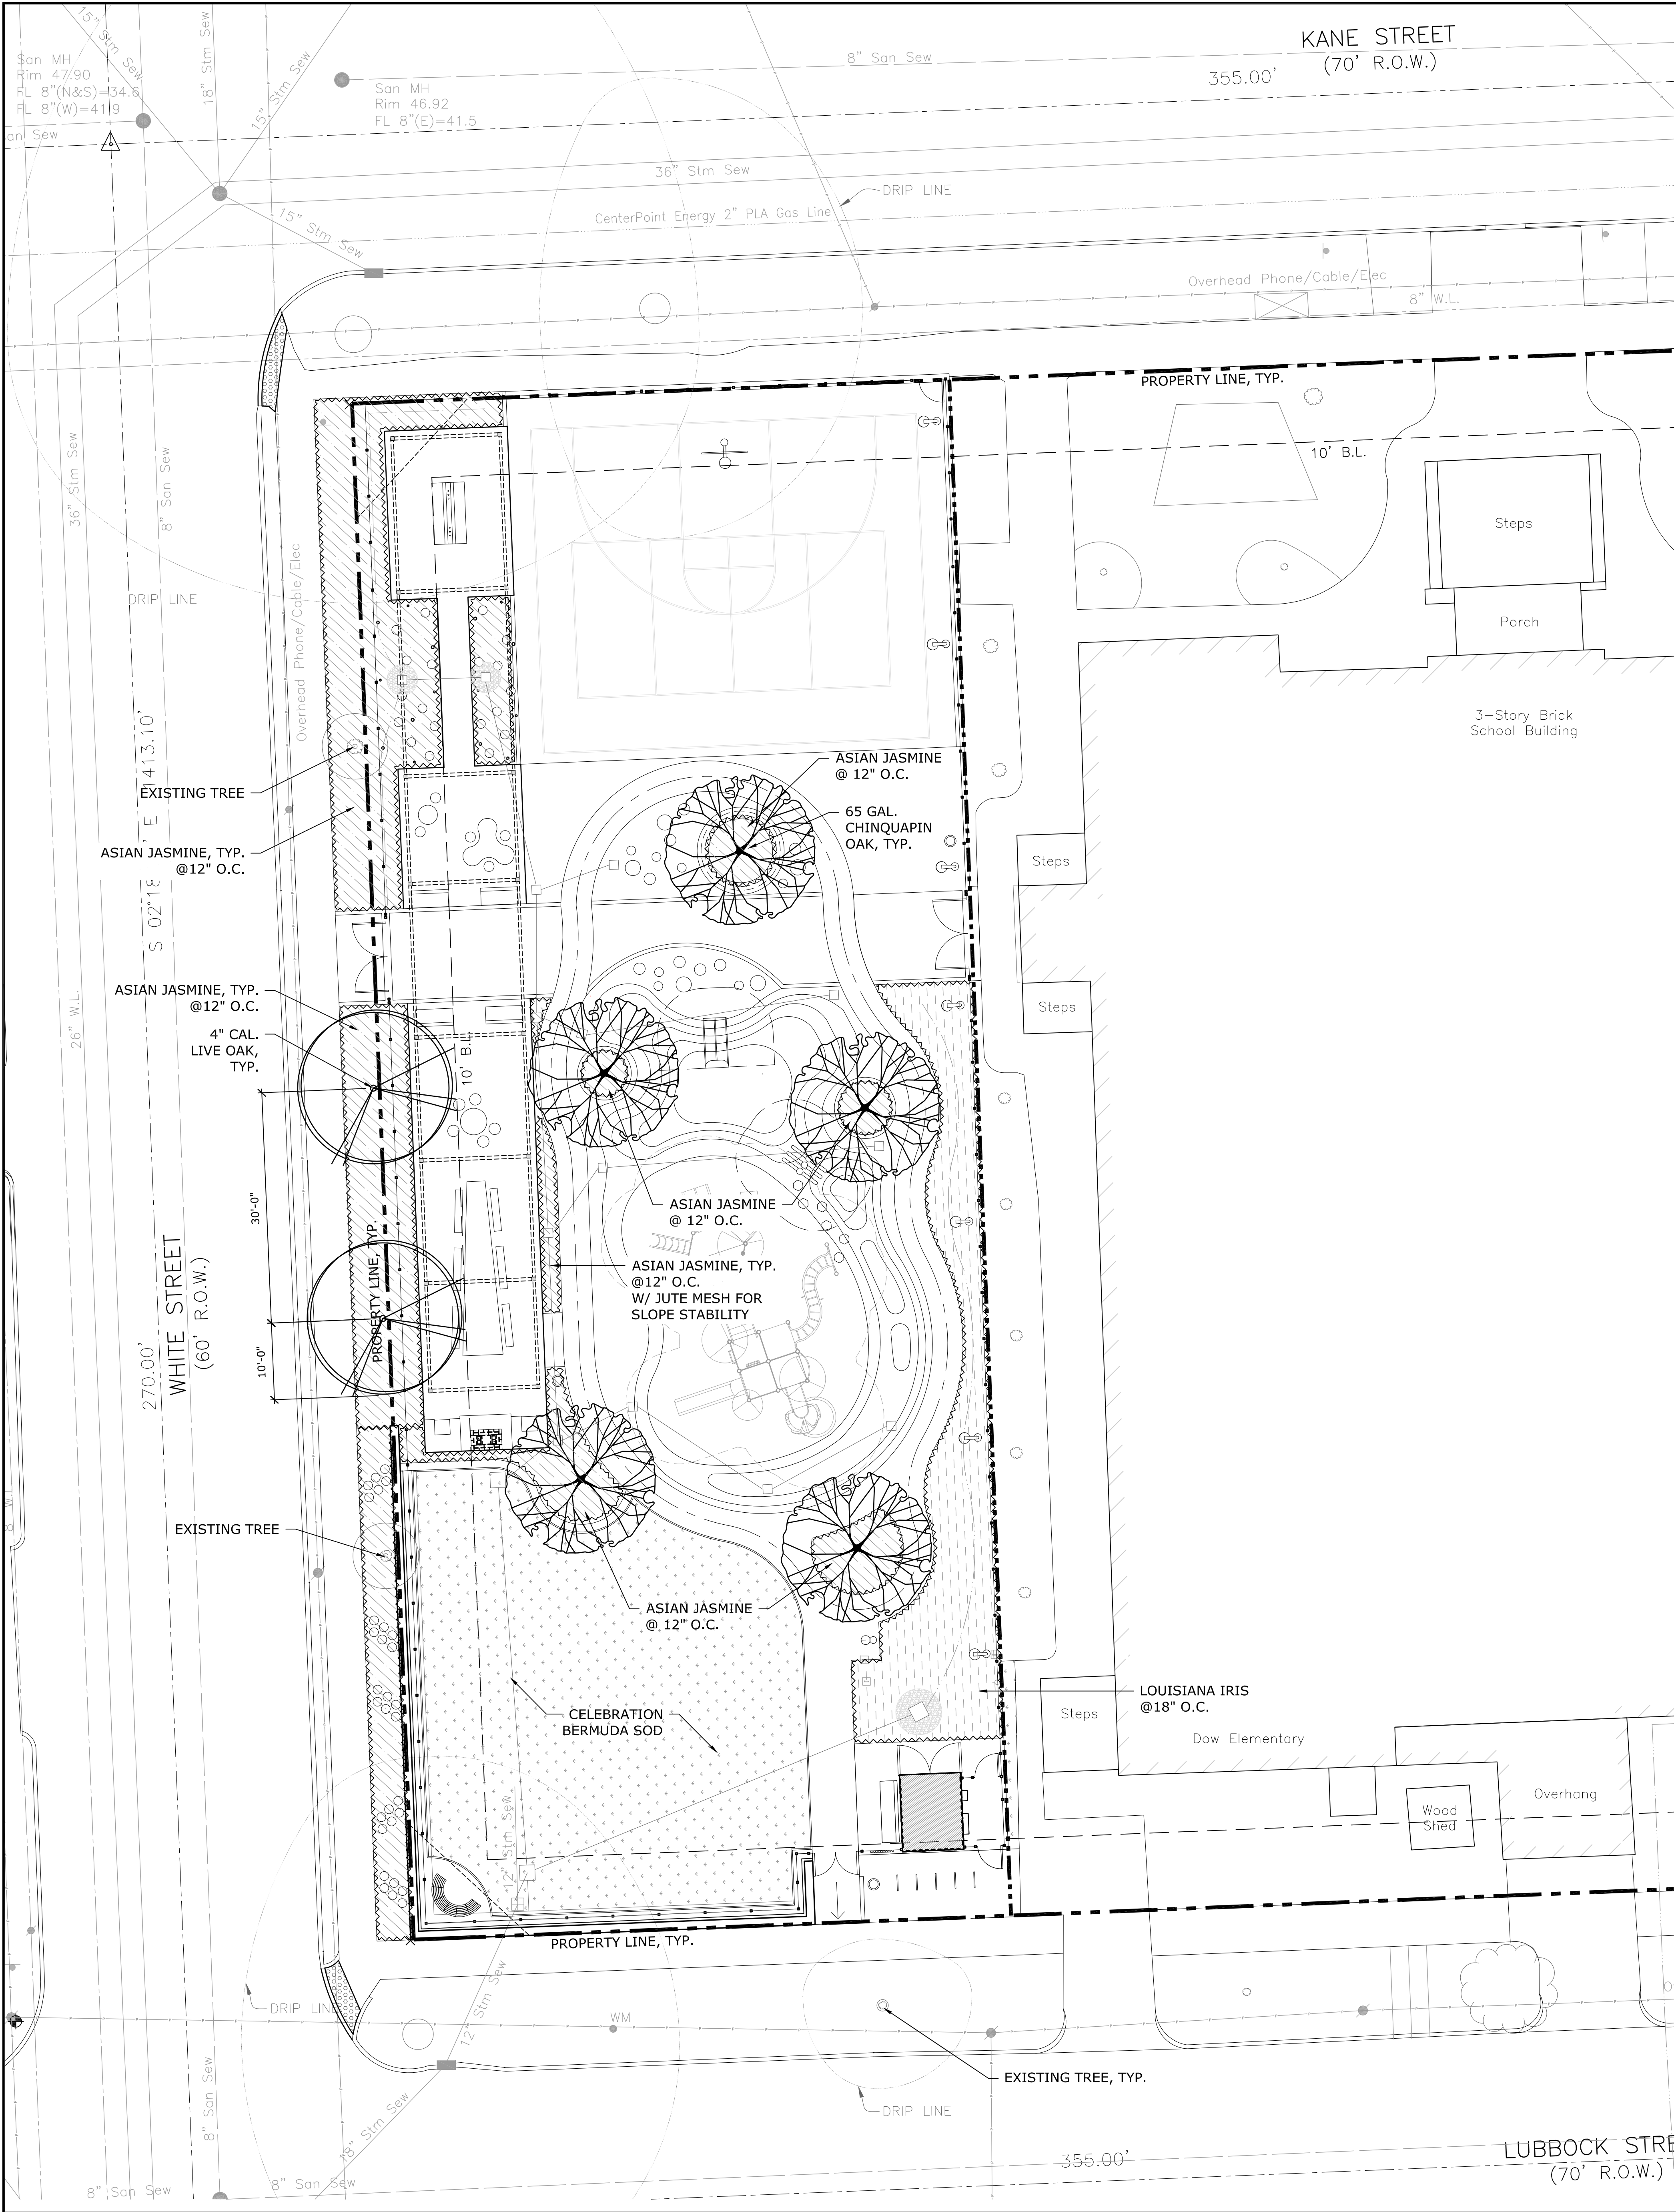 KANE STREET
(70' R.O.W.)
355.00'
8" San Sew
15" Stm Sew
18" Stm Sew
15" Stm Sew
San MH
Rim 47.90
FL 8"(N&S)=34.6
FL 8"(W)=41.9
San MH
Rim 46.92
FL 8"(E)=41.5
an Sew
36" Stm Sew
DRIP LINE
CenterPoint Energy 2" PLA Gas Line
15" Stm Sew
Overhead Phone/Cable/Elec
8" W.L.
PROPERTY LINE, TYP.
10' B.L.
Steps
Porch
36" Stm Sew
8" San Sew
DRIP LINE
Overhead Phone/Cable/Elec
3-Story Brick
School Building
EXISTING TREE
ASIAN JASMINE
@ 12" O.C.
65 GAL.
CHINQUAPIN
OAK, TYP.
ASIAN JASMINE, TYP.
@12" O.C.
Steps
S 02°18
' E 1413.10'
ASIAN JASMINE, TYP.
@12" O.C.
Steps
4" CAL.
LIVE OAK,
TYP.
26" W.L.
10' B.L.
30'-0"
ASIAN JASMINE
@ 12" O.C.
PROPERTY LINE, TYP.
ASIAN JASMINE, TYP.
@12" O.C.
W/ JUTE MESH FOR
SLOPE STABILITY
270.00'
WHITE STREET
(60' R.O.W.)
10'-0"
8" W.L.
EXISTING TREE
ASIAN JASMINE
@ 12" O.C.
CELEBRATION
BERMUDA SOD
LOUISIANA IRIS
@18" O.C.
Steps
Dow Elementary
Overhang
Wood
Shed
12" Stm Sew
PROPERTY LINE, TYP.
DRIP LINE
12" Stm Sew
WM
EXISTING TREE, TYP.
DRIP LINE
8" San Sew
18" Stm Sew
355.00'
LUBBOCK STRE
(70' R.O.W.)
8" San Sew
8" San Sew